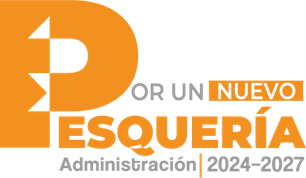 POR UN NUEVO
PESQUERÍA
Administración | 2024-2027